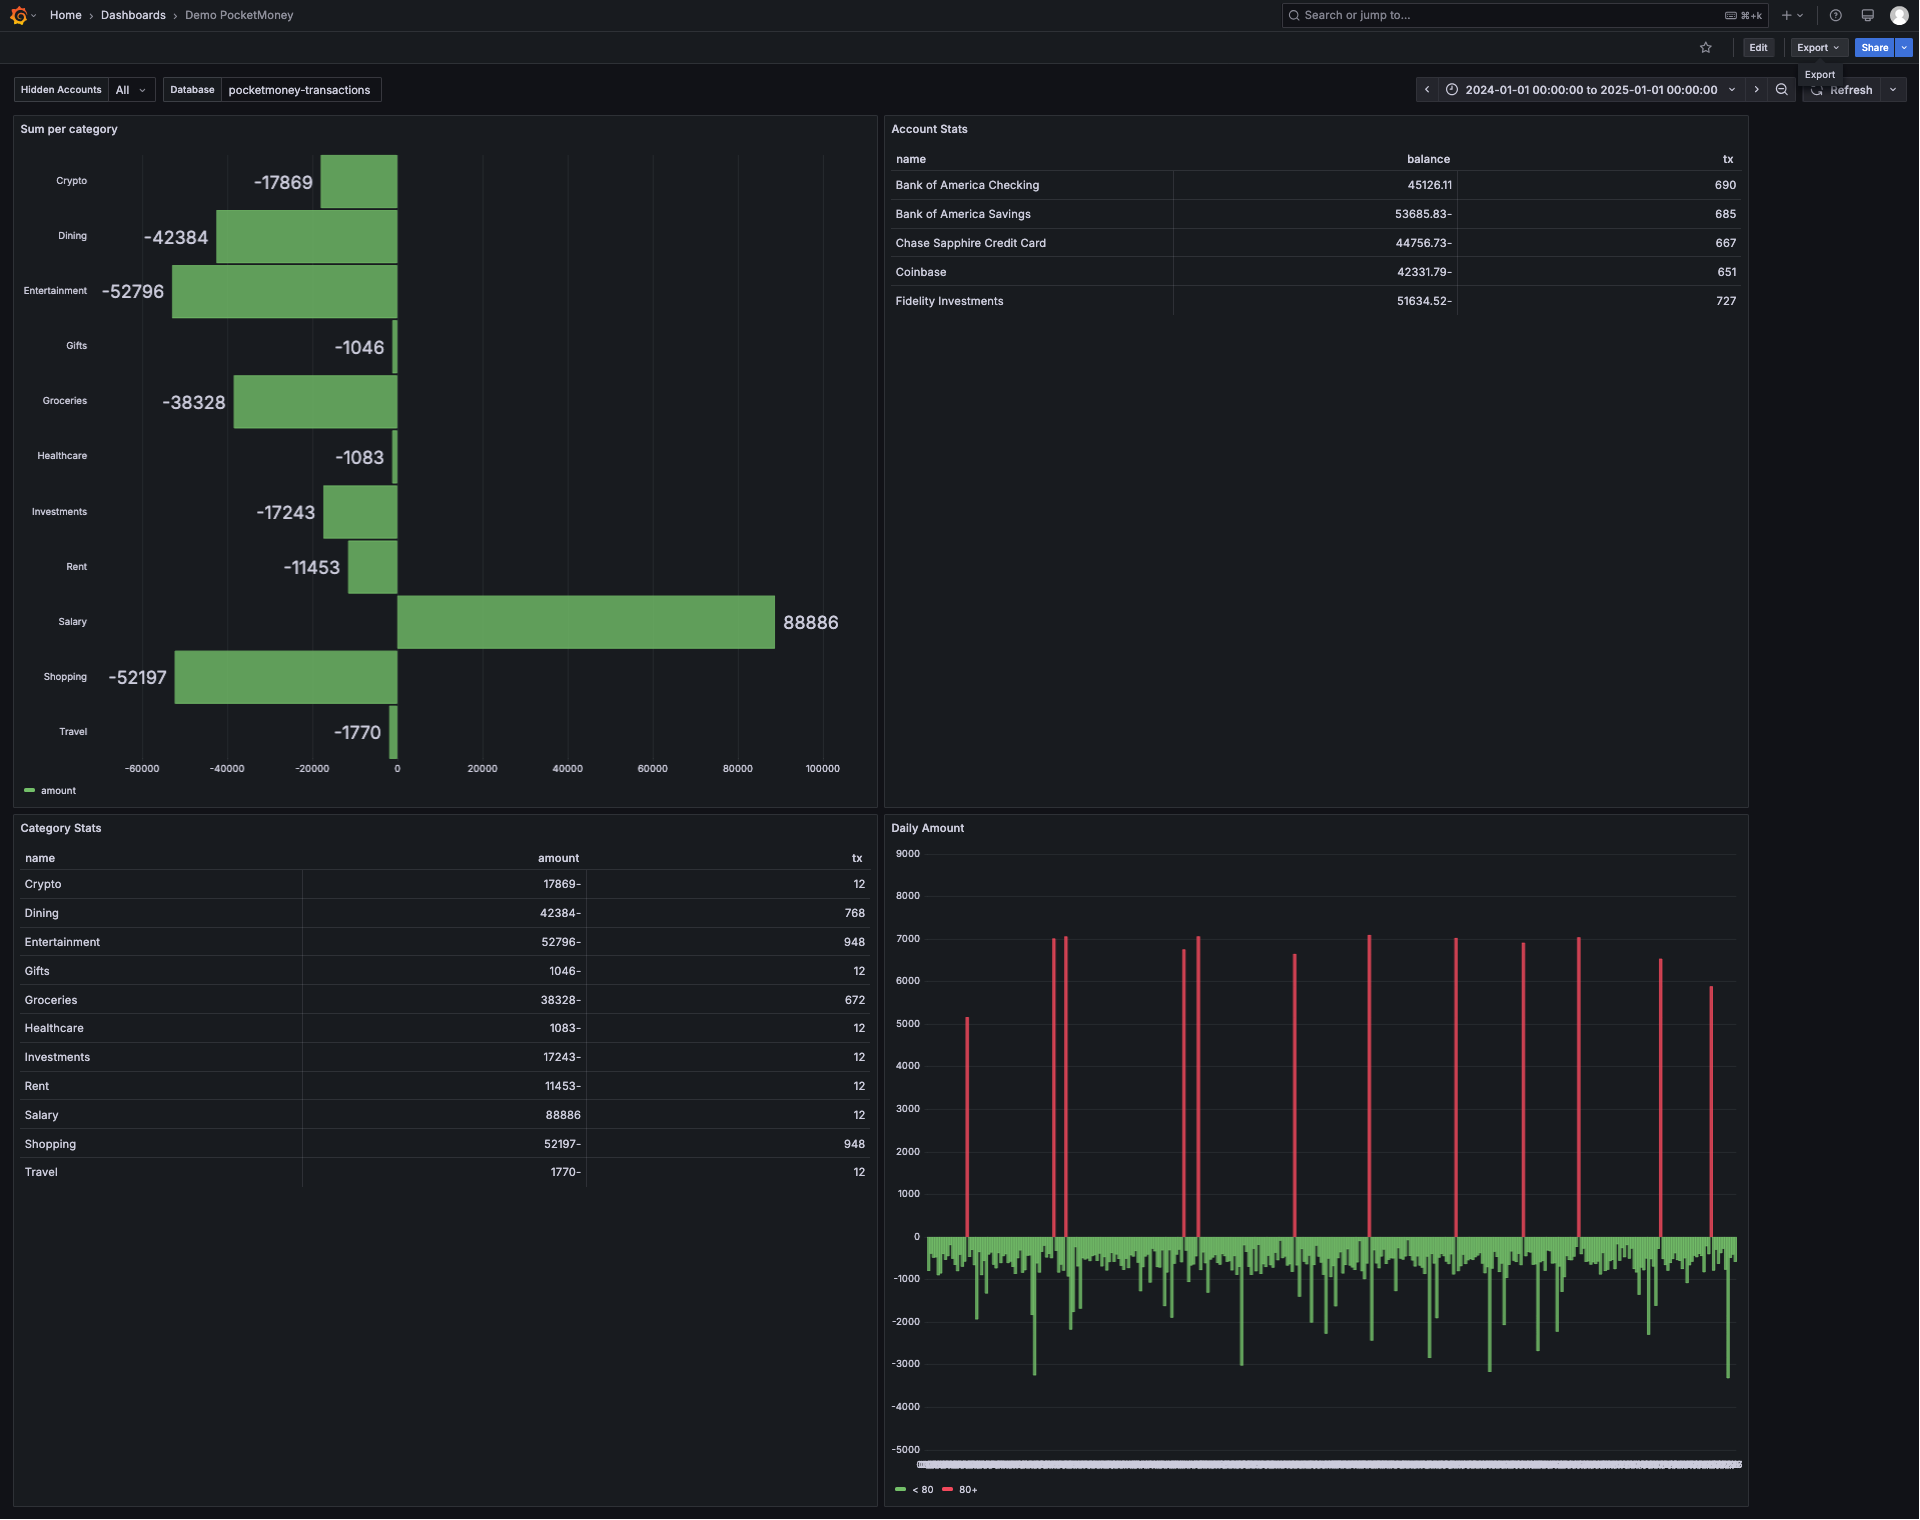 Home › Dashboards › Demo PocketMoney
Search or jump to... ⌘+k
Edit Export Share
Export
Hidden Accounts All Database pocketmoney-transactions
2024-01-01 00:00:00 to 2025-01-01 00:00:00 Refresh
Sum per category
Crypto -17869
Dining -42384
Entertainment -52796
Gifts -1046
Groceries -38328
Healthcare -1083
Investments -17243
Rent -11453
Salary 88886
Shopping -52197
Travel -1770
-60000 -40000 -20000 0 20000 40000 60000 80000 100000
amount
Account Stats
name balance tx
Bank of America Checking 45126.11 690
Bank of America Savings 53685.83- 685
Chase Sapphire Credit Card 44756.73- 667
Coinbase 42331.79- 651
Fidelity Investments 51634.52- 727
Category Stats
name amount tx
Crypto 17869- 12
Dining 42384- 768
Entertainment 52796- 948
Gifts 1046- 12
Groceries 38328- 672
Healthcare 1083- 12
Investments 17243- 12
Rent 11453- 12
Salary 88886 12
Shopping 52197- 948
Travel 1770- 12
Daily Amount
9000
8000
7000
6000
5000
4000
3000
2000
1000
0
-1000
-2000
-3000
-4000
-5000
< 80 80+